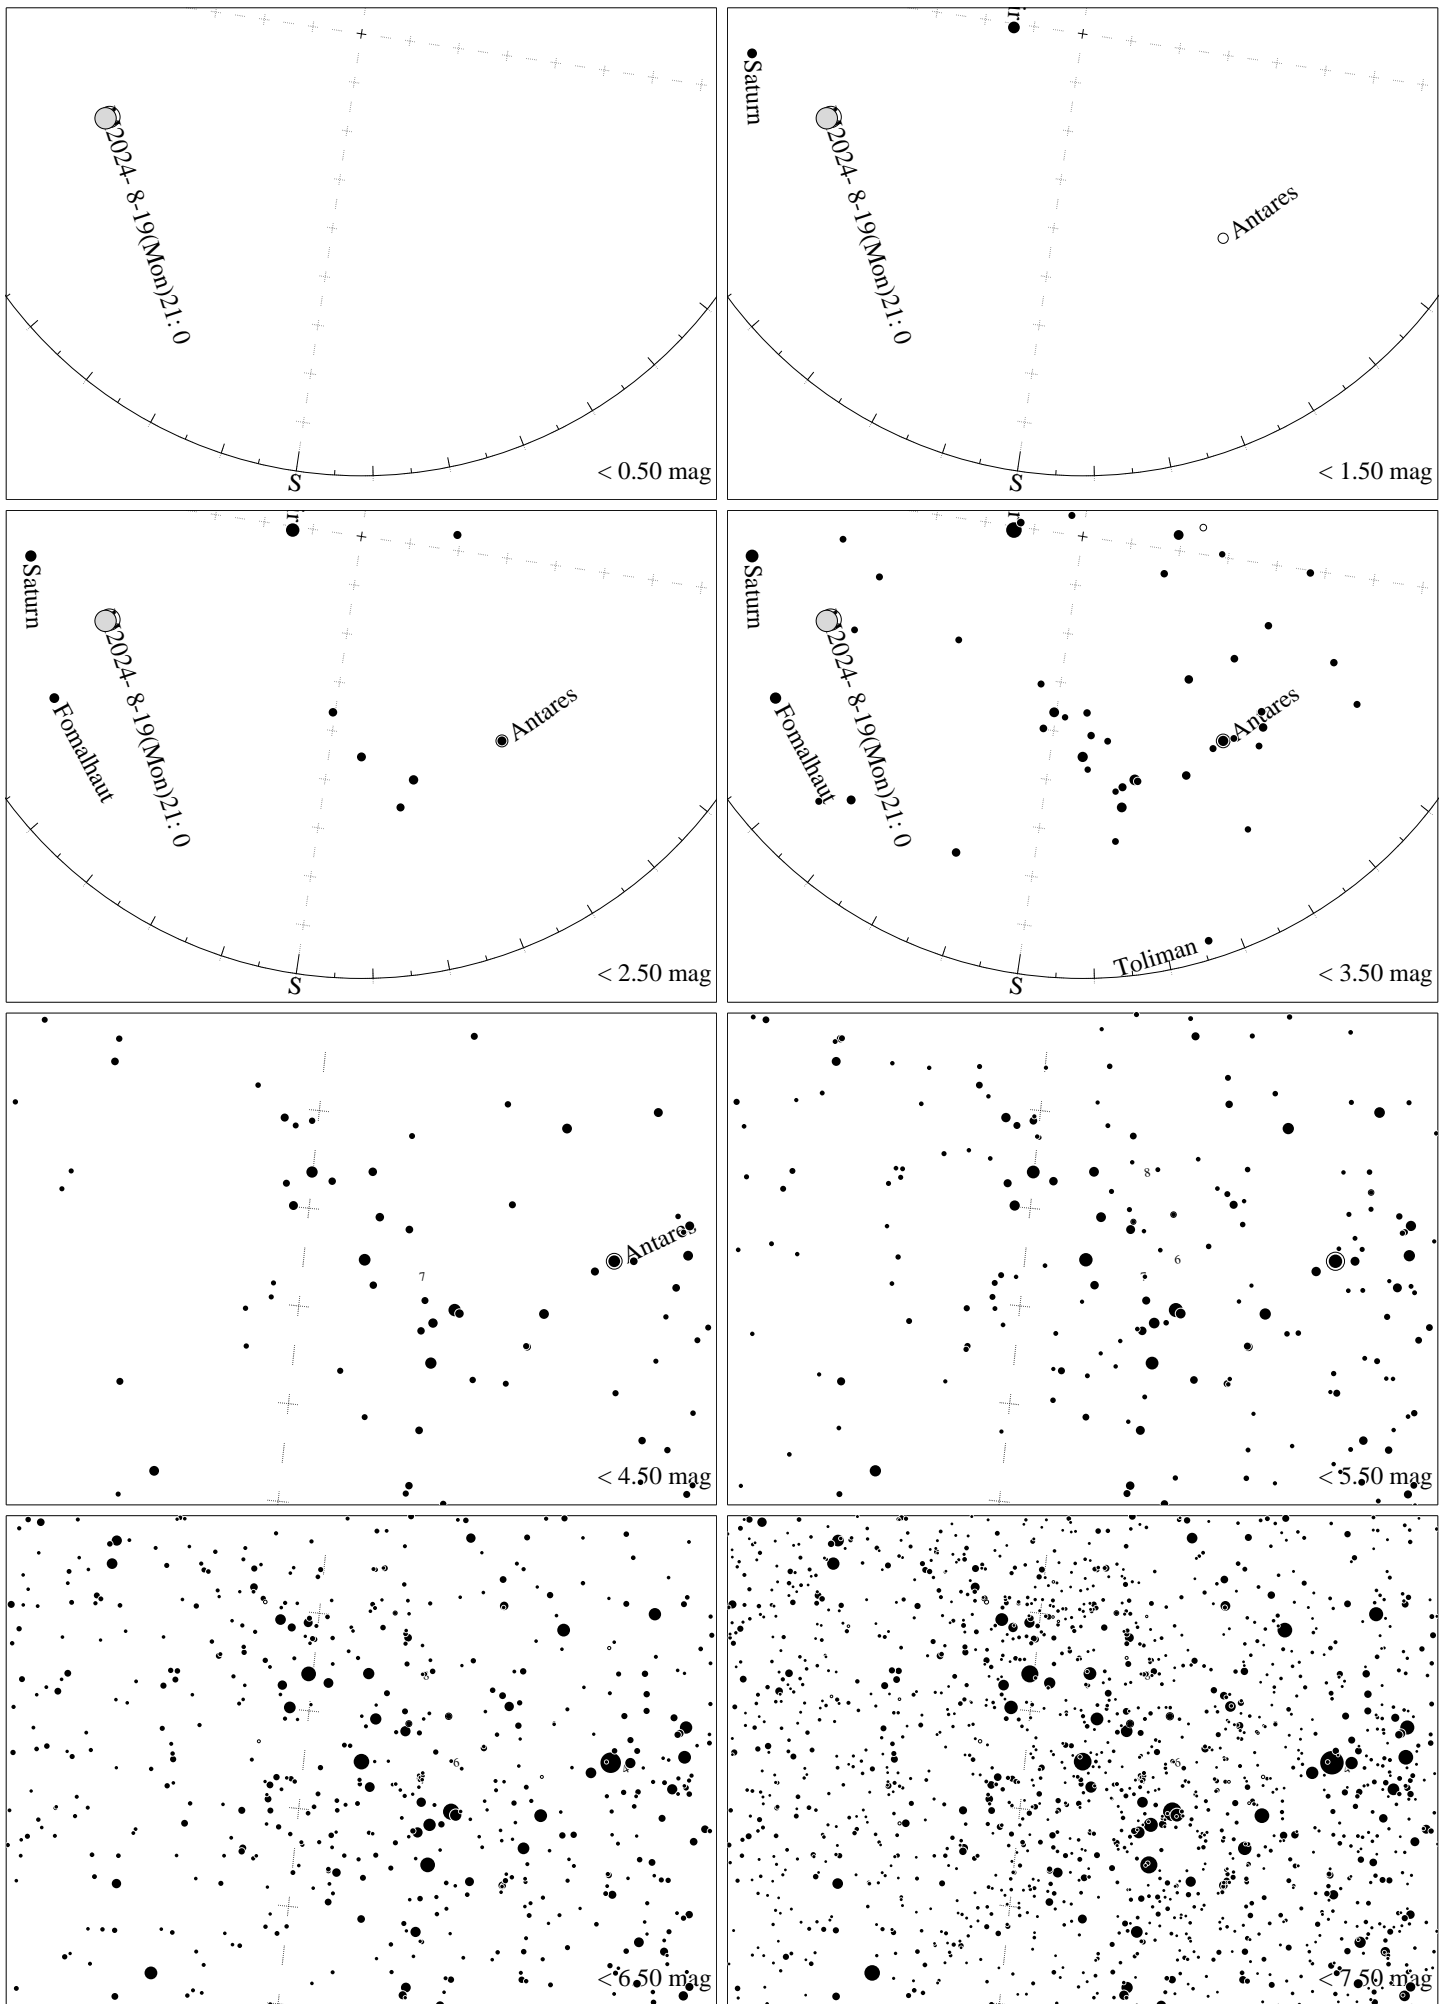 2024- 8-19(Mon)21: 0
S
< 0.50 mag
Saturn
2024- 8-19(Mon)21: 0
Antares
S
< 1.50 mag
Saturn
2024- 8-19(Mon)21: 0
Fomalhaut
Antares
S
< 2.50 mag
Saturn
2024- 8-19(Mon)21: 0
Fomalhaut
Antares
Toliman
S
< 3.50 mag
Antares
7
< 4.50 mag
8
6
7
< 5.50 mag
6
< 6.50 mag
6
< 7.50 mag